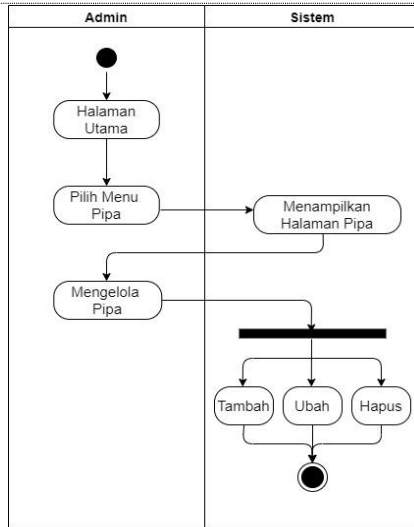 Admin
Sistem
Halaman
Utama
Pilih Menu
Pipa
Menampilkan
Halaman Pipa
Mengelola
Pipa
Tambah
Ubah
Hapus